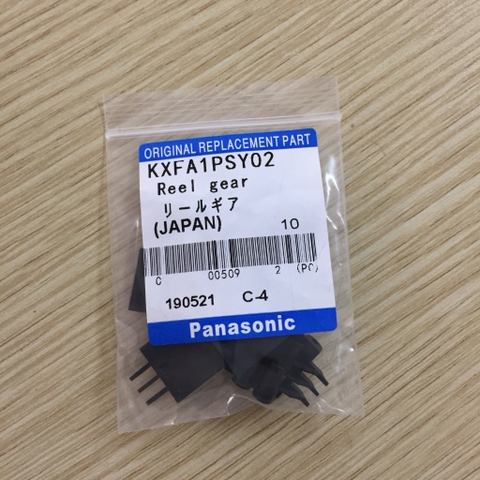 ORIGINAL REPLACEMENT PART
KXFA1PSY02
Reel gear
リールギア
(JAPAN) 10
C 00509 2 (PC)
190521 C-4
Panasonic